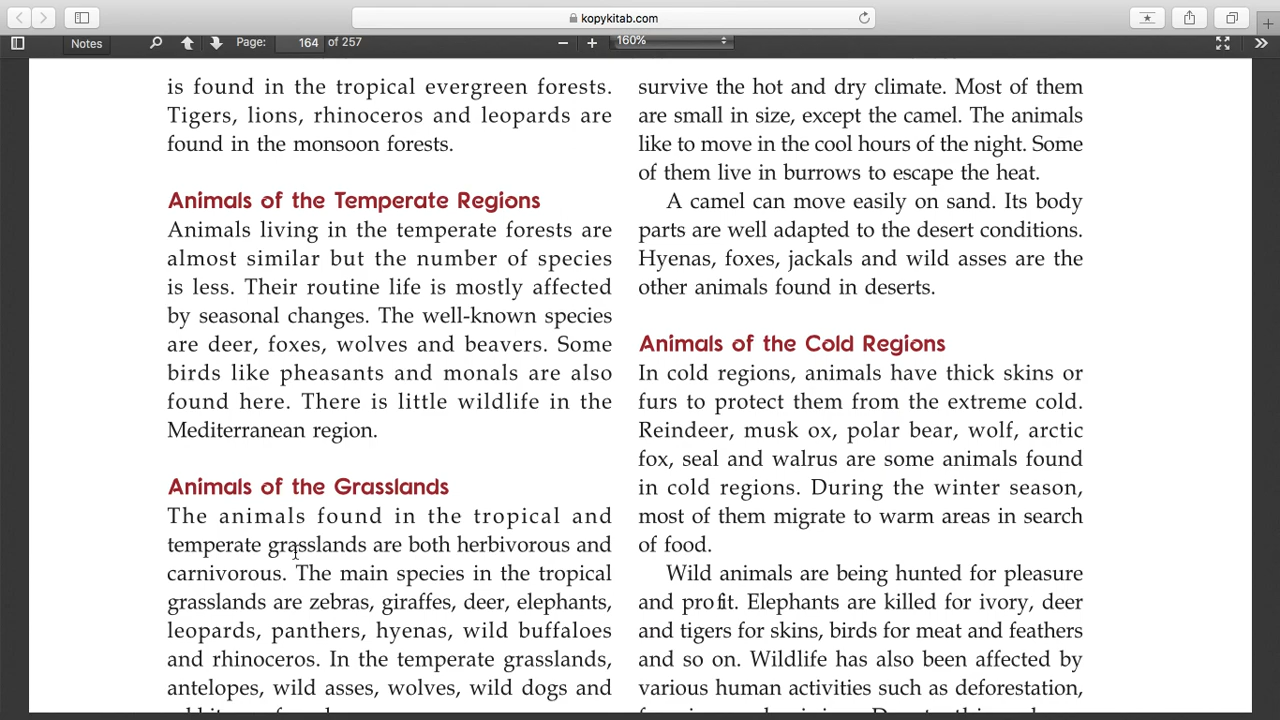 kopykitab.com
Notes
Page: 164 of 257
160%
is found in the tropical evergreen forests.
Tigers, lions, rhinoceros and leopards are
found in the monsoon forests.
Animals of the Temperate Regions
Animals living in the temperate forests are
almost similar but the number of species
is less. Their routine life is mostly affected
by seasonal changes. The well-known species
are deer, foxes, wolves and beavers. Some
birds like pheasants and monals are also
found here. There is little wildlife in the
Mediterranean region.
Animals of the Grasslands
The animals found in the tropical and
temperate grasslands are both herbivorous and
carnivorous. The main species in the tropical
grasslands are zebras, giraffes, deer, elephants,
leopards, panthers, hyenas, wild buffaloes
and rhinoceros. In the temperate grasslands,
antelopes, wild asses, wolves, wild dogs and
survive the hot and dry climate. Most of them
are small in size, except the camel. The animals
like to move in the cool hours of the night. Some
of them live in burrows to escape the heat.
A camel can move easily on sand. Its body
parts are well adapted to the desert conditions.
Hyenas, foxes, jackals and wild asses are the
other animals found in deserts.
Animals of the Cold Regions
In cold regions, animals have thick skins or
furs to protect them from the extreme cold.
Reindeer, musk ox, polar bear, wolf, arctic
fox, seal and walrus are some animals found
in cold regions. During the winter season,
most of them migrate to warm areas in search
of food.
Wild animals are being hunted for pleasure
and profit. Elephants are killed for ivory, deer
and tigers for skins, birds for meat and feathers
and so on. Wildlife has also been affected by
various human activities such as deforestation,